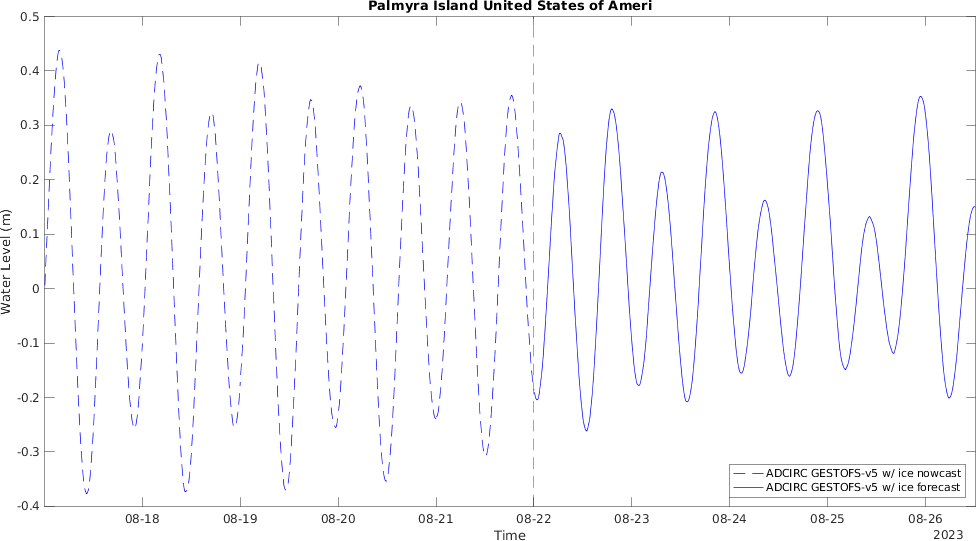 Palmyra Island United States of Ameri
0.5
0.4
0.3
0.2
0.1
0
-0.1
-0.2
-0.3
-0.4
Water Level (m)
08-18 08-19 08-20 08-21 08-22 08-23 08-24 08-25 08-26
Time
2023
ADCIRC GESTOFS-v5 w/ ice nowcast
ADCIRC GESTOFS-v5 w/ ice forecast